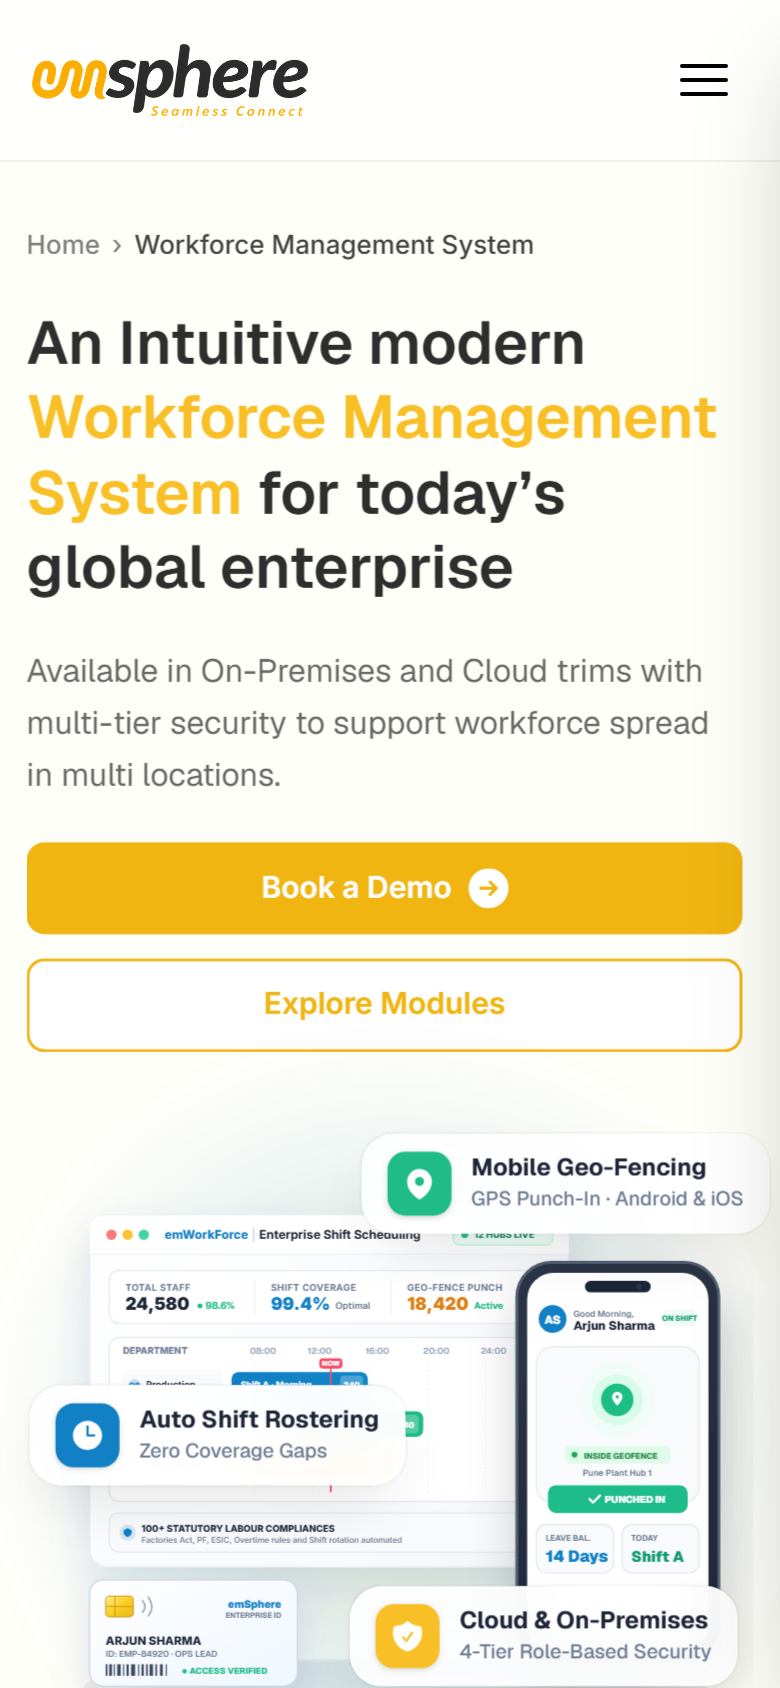 emsphere
Seamless Connect
Home › Workforce Management System
An Intuitive modern
Workforce Management
System for today’s
global enterprise
Available in On-Premises and Cloud trims with
multi-tier security to support workforce spread
in multi locations.
Book a Demo
Explore Modules
Mobile Geo-Fencing
GPS Punch-In · Android & iOS
emWorkForce | Enterprise Shift Scheduling
12 HUBS LIVE
TOTAL STAFF
24,580 98.6%
SHIFT COVERAGE
99.4% Optimal
GEO-FENCE PUNCH
18,420 Active
DEPARTMENT 08:00 12:00 16:00 20:00 24:00
NOW
Production
Shift A · Morning 340
Auto Shift Rostering
Zero Coverage Gaps
100+ STATUTORY LABOUR COMPLIANCES
Factories Act, PF, ESIC, Overtime rules and Shift rotation automated
AS
Good Morning,
Arjun Sharma
ON SHIFT
INSIDE GEOFENCE
Pune Plant Hub 1
PUNCHED IN
LEAVE BAL.
14 Days
TODAY
Shift A
emSphere
ENTERPRISE ID
ARJUN SHARMA
ID: EMP-84920 · OPS LEAD
ACCESS VERIFIED
Cloud & On-Premises
4-Tier Role-Based Security